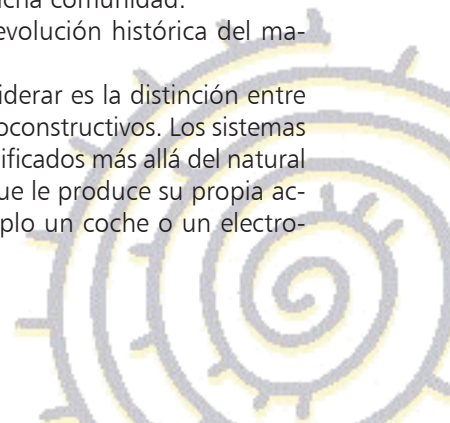 cha comunidad.
evolución histórica del ma-
iderar es la distinción entre
oconstructivos. Los sistemas
ificados más allá del natural
ue le produce su propia ac-
plo un coche o un electro-